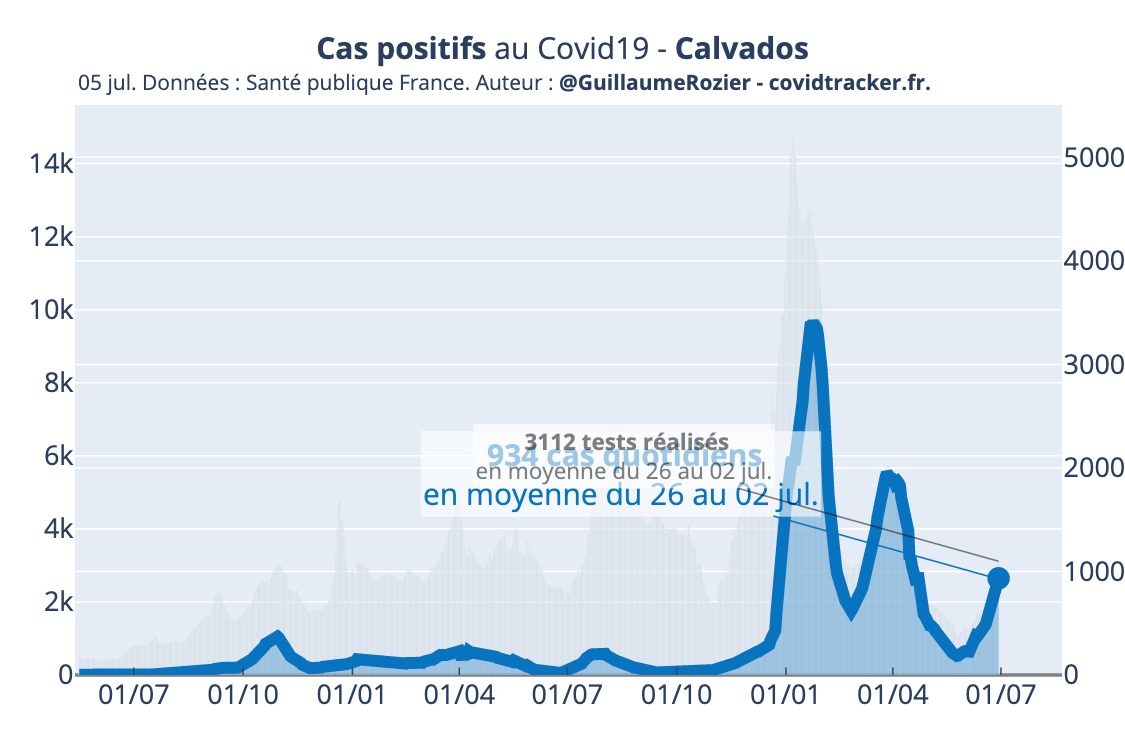 Cas positifs au Covid19 - Calvados
05 jul. Données : Santé publique France. Auteur : @GuillaumeRozier - covidtracker.fr.
14k
12k
10k
8k
6k
4k
2k
0
5000
4000
3000
2000
1000
0
3112 tests réalisés
en moyenne du 26 au 02 jul.
934 cas quotidiens
en moyenne du 26 au 02 jul.
01/07 01/10 01/01 01/04 01/07 01/10 01/01 01/04 01/07